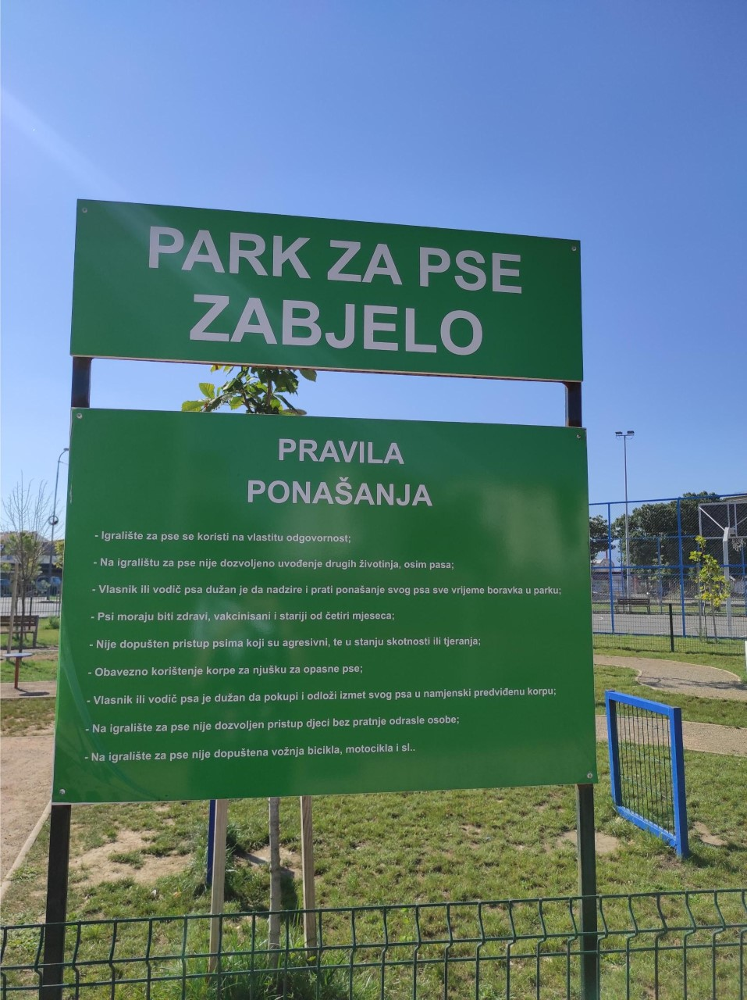 PARK ZA PSE
ZABJELO
PRAVILA
PONAŠANJA
- Igralište za pse se koristi na vlastitu odgovornost;
- Na igralištu za pse nije dozvoljeno uvođenje drugih životinja, osim pasa;
- Vlasnik ili vodič psa dužan je da nadzire i prati ponašanje svog psa sve vrijeme boravka u parku;
- Psi moraju biti zdravi, vakcinisani i stariji od četiri mjeseca;
- Nije dopušten pristup psima koji su agresivni, te u stanju skotnosti ili tjeranja;
- Obavezno korištenje korpe za njušku za opasne pse;
- Vlasnik ili vodič psa je dužan da pokupi i odloži izmet svog psa u namjenski predviđenu korpu;
- Na igralište za pse nije dozvoljen pristup djeci bez pratnje odrasle osobe;
- Na igralište za pse nije dopuštena vožnja bicikla, motocikla i sl..